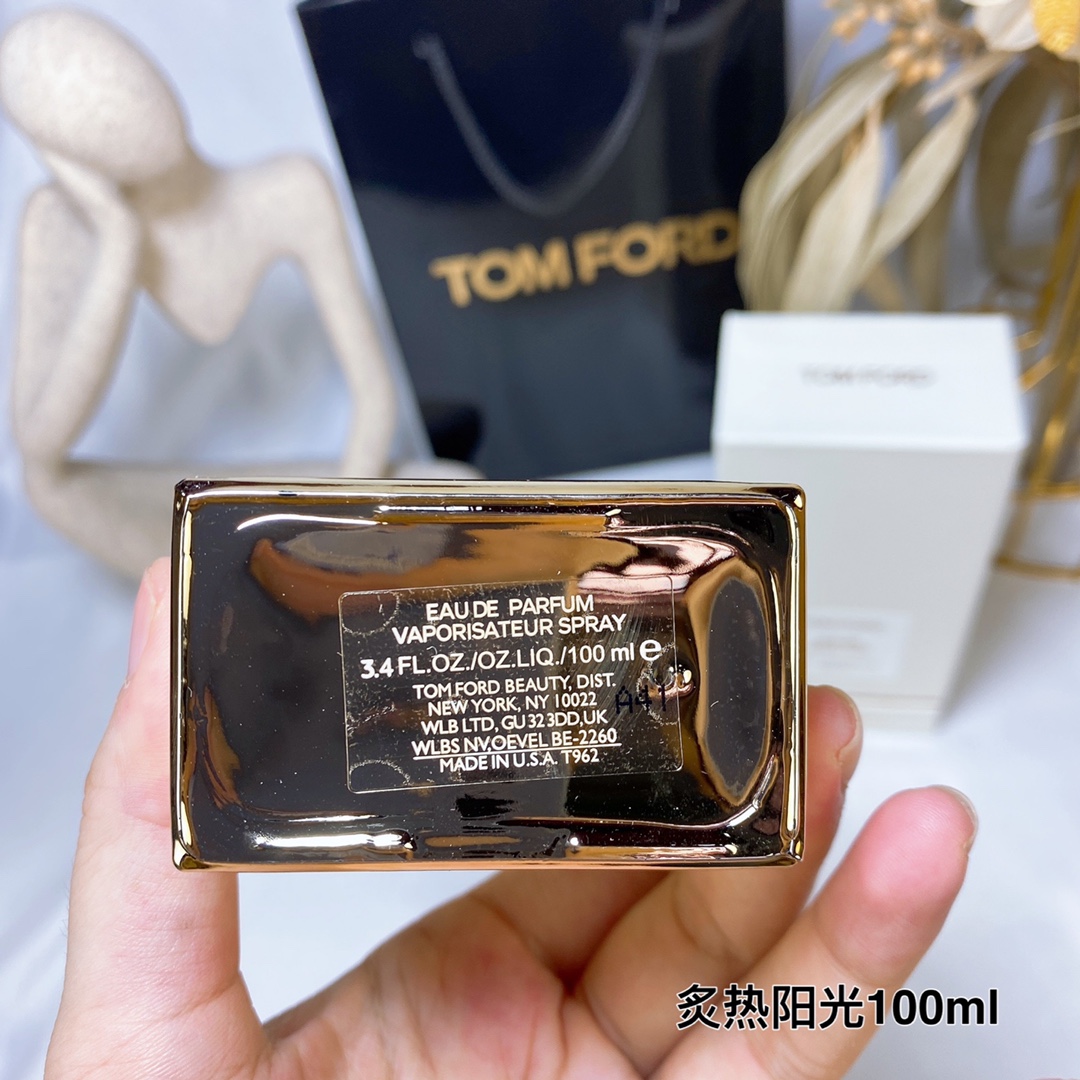 TOM FORD
TOM FORD
EAU DE PARFUM
VAPORISATEUR SPRAY
3.4 FL.OZ./OZ.LIQ./100 ml ℮
TOM FORD BEAUTY, DIST.
NEW YORK, NY 10022
A41
WLB LTD, GU323DD,UK
WLBS NV,OEVEL BE-2260
MADE IN U.S.A. T962
炙热阳光100ml